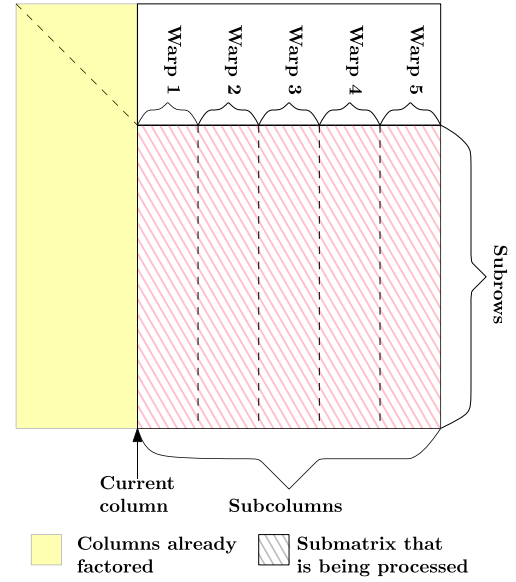 Warp 1
Warp 2
Warp 3
Warp 4
Warp 5
Subrows
Current
column
Subcolumns
Columns already
factored
Submatrix that
is being processed